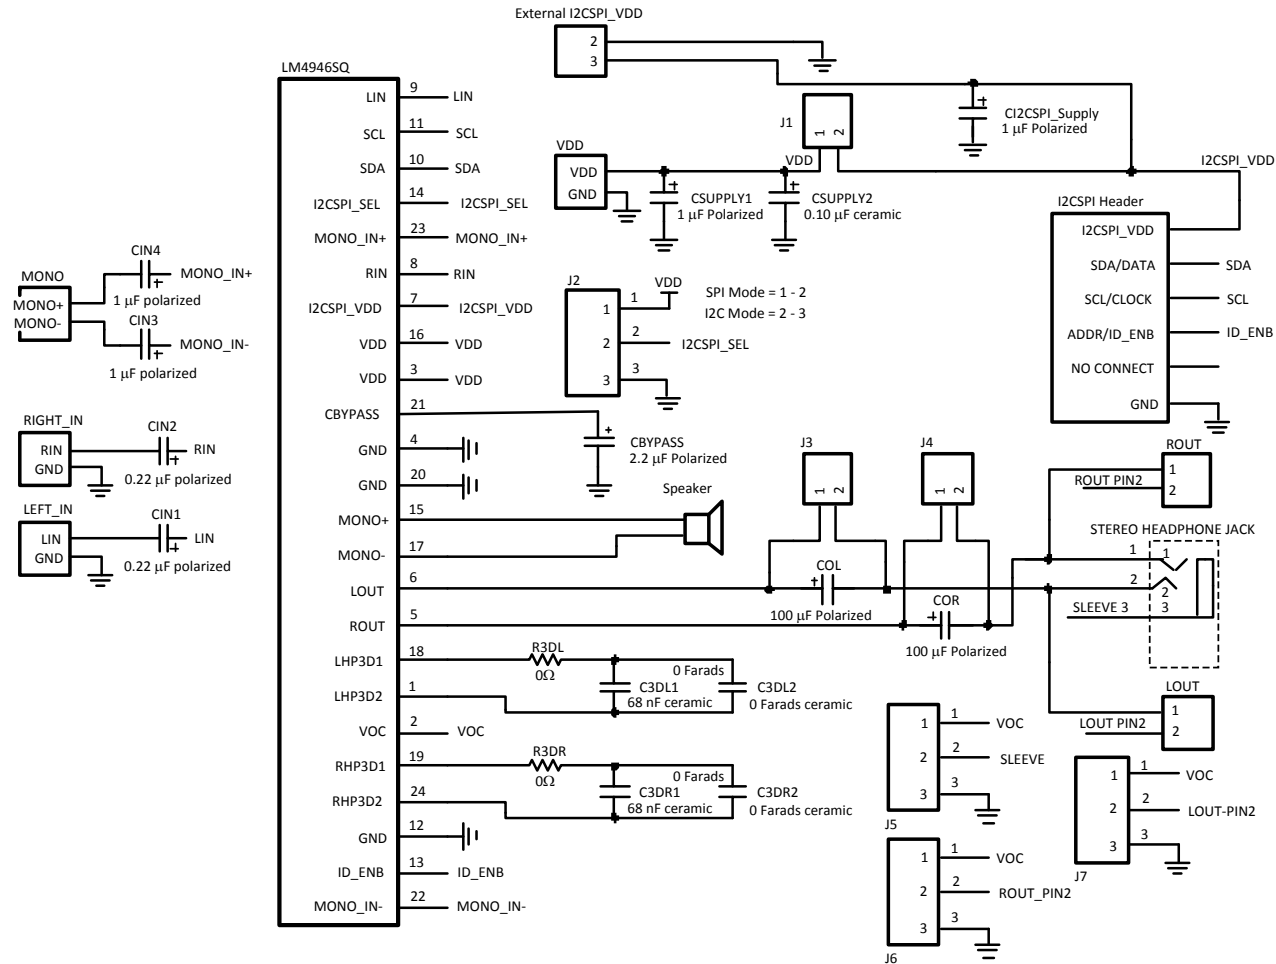 External I2CSPI_VDD
2
3
LM4946SQ
LIN 9 LIN
SCL 11 SCL
SDA 10 SDA
I2CSPI_SEL 14 I2CSPI_SEL
MONO_IN+ 23 MONO_IN+
RIN 8 RIN
I2CSPI_VDD 7 I2CSPI_VDD
VDD 16 VDD
VDD 3 VDD
CBYPASS 21
GND 4
GND 20
MONO+ 15
MONO- 17
LOUT 6
ROUT 5
LHP3D1 18
LHP3D2 1
VOC 2 VOC
RHP3D1 19
RHP3D2 24
GND 12
ID_ENB 13 ID_ENB
MONO_IN- 22 MONO_IN-
MONO
MONO+
MONO-
CIN4
+
MONO_IN+
1 µF polarized
CIN3
+
MONO_IN-
1 µF polarized
RIGHT_IN
RIN
GND
CIN2
+
RIN
0.22 µF polarized
LEFT_IN
LIN
GND
CIN1
+
LIN
0.22 µF polarized
VDD
VDD
GND
J1
1 2
VDD
+
CSUPPLY1
1 µF Polarized
+
CSUPPLY2
0.10 µF ceramic
+
CI2CSPI_Supply
1 µF Polarized
I2CSPI_VDD
I2CSPI Header
I2CSPI_VDD
SDA/DATA SDA
SCL/CLOCK SCL
ADDR/ID_ENB ID_ENB
NO CONNECT
GND
J2
1 1 VDD
2 2 I2CSPI_SEL
3 3
SPI Mode = 1 - 2
I2C Mode = 2 - 3
+
CBYPASS
2.2 µF Polarized
Speaker
J3
1 2
J4
1 2
COL
+
100 µF Polarized
COR
+
100 µF Polarized
ROUT
1
2
ROUT PIN2
STEREO HEADPHONE JACK
1 1
2 2
SLEEVE 3 3
LOUT
1
2
LOUT PIN2
R3DL
0Ω
C3DL1
68 nF ceramic
0 Farads
C3DL2
0 Farads ceramic
R3DR
0Ω
C3DR1
68 nF ceramic
0 Farads
C3DR2
0 Farads ceramic
1 1 VOC
2 2 SLEEVE
3 3
J5
1 1 VOC
2 2 ROUT_PIN2
3 3
J6
1 1 VOC
2 2 LOUT-PIN2
3 3
J7